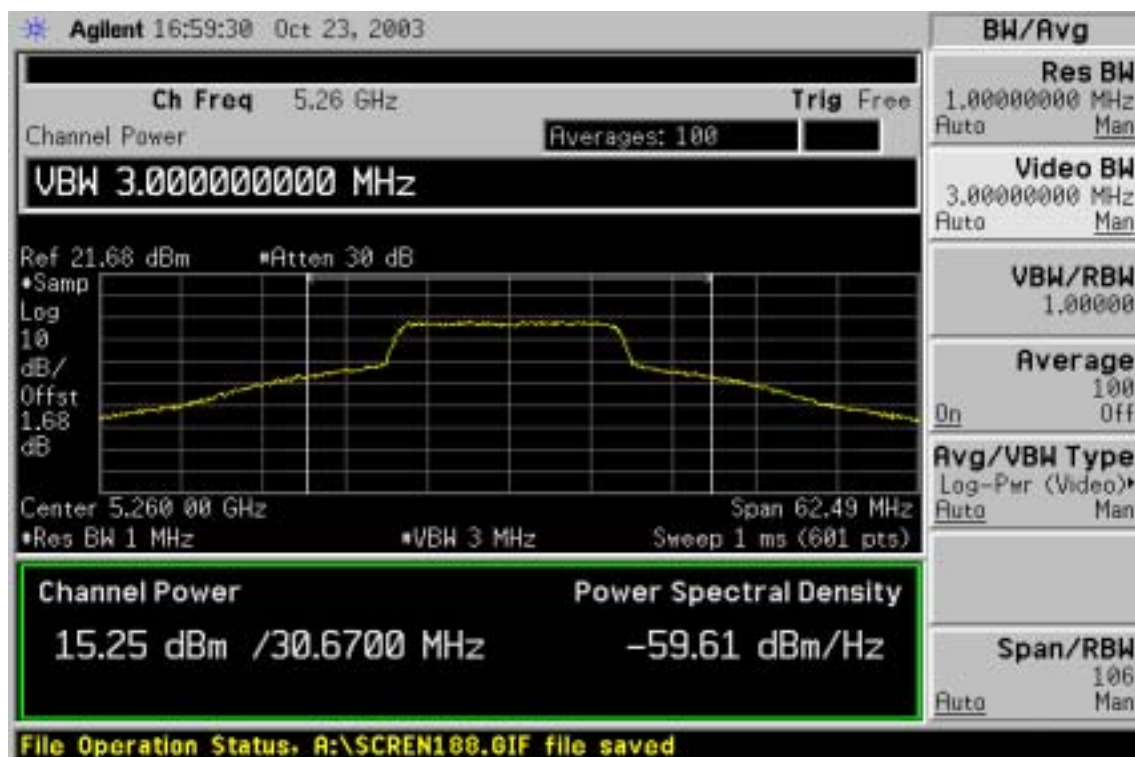 Agilent 16:59:30 Oct 23, 2003
BW/Avg
Ch Freq 5.26 GHz
Trig Free
Channel Power
Averages: 100
VBW 3.000000000 MHz
Ref 21.68 dBm
*Atten 30 dB
*Samp
Log
10
dB/
Offst
1.68
dB
Center 5.260 00 GHz
Span 62.49 MHz
*Res BW 1 MHz
*VBW 3 MHz
Sweep 1 ms (601 pts)
Channel Power
Power Spectral Density
15.25 dBm /30.6700 MHz
-59.61 dBm/Hz
Res BW
1.00000000 MHz
Auto Man
Video BW
3.00000000 MHz
Auto Man
VBW/RBW
1.00000
Average
100
On Off
Avg/VBW Type
Log-Pwr (Video)▸
Auto Man
Span/RBW
106
Auto Man
File Operation Status, A:\SCREN188.GIF file saved